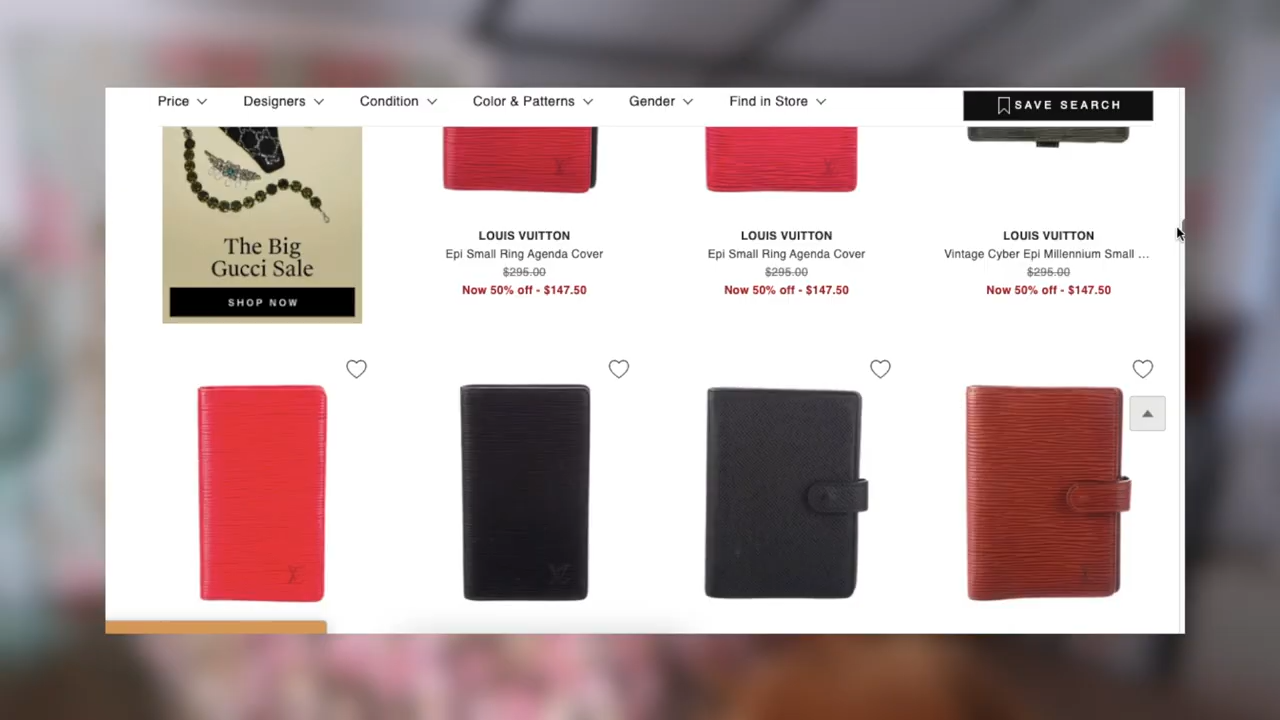 Price
Designers
Condition
Color & Patterns
Gender
Find in Store
SAVE SEARCH
The Big
Gucci Sale
SHOP NOW
LOUIS VUITTON
Epi Small Ring Agenda Cover
$295.00
Now 50% off - $147.50
LOUIS VUITTON
Epi Small Ring Agenda Cover
$295.00
Now 50% off - $147.50
LOUIS VUITTON
Vintage Cyber Epi Millennium Small ...
$295.00
Now 50% off - $147.50